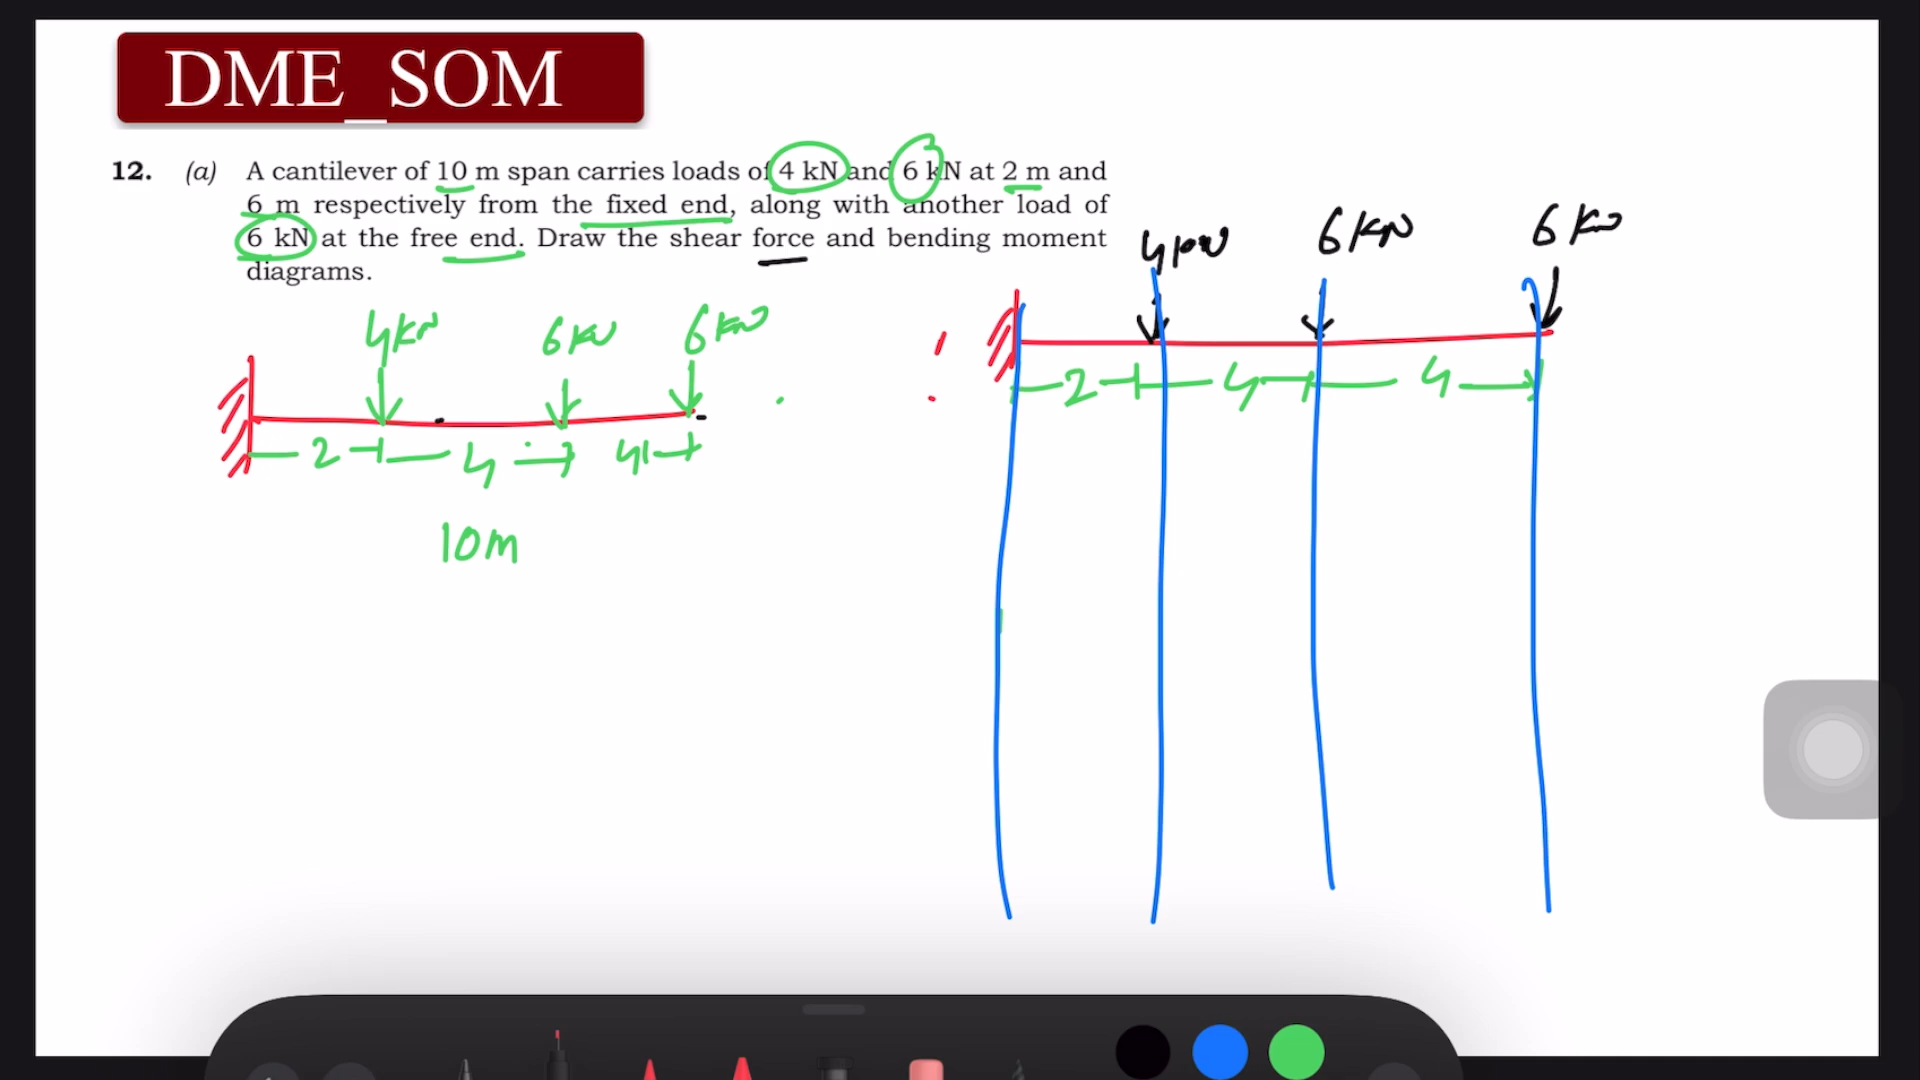 DME_SOM
12. (a) A cantilever of 10 m span carries loads of 4 kN and 6 kN at 2 m and
6 m respectively from the fixed end, along with another load of
6 kN at the free end. Draw the shear force and bending moment
diagrams.
4kN 6kN 6kN
2 4 4
10m
4kN 6kN 6kN
2 4 4